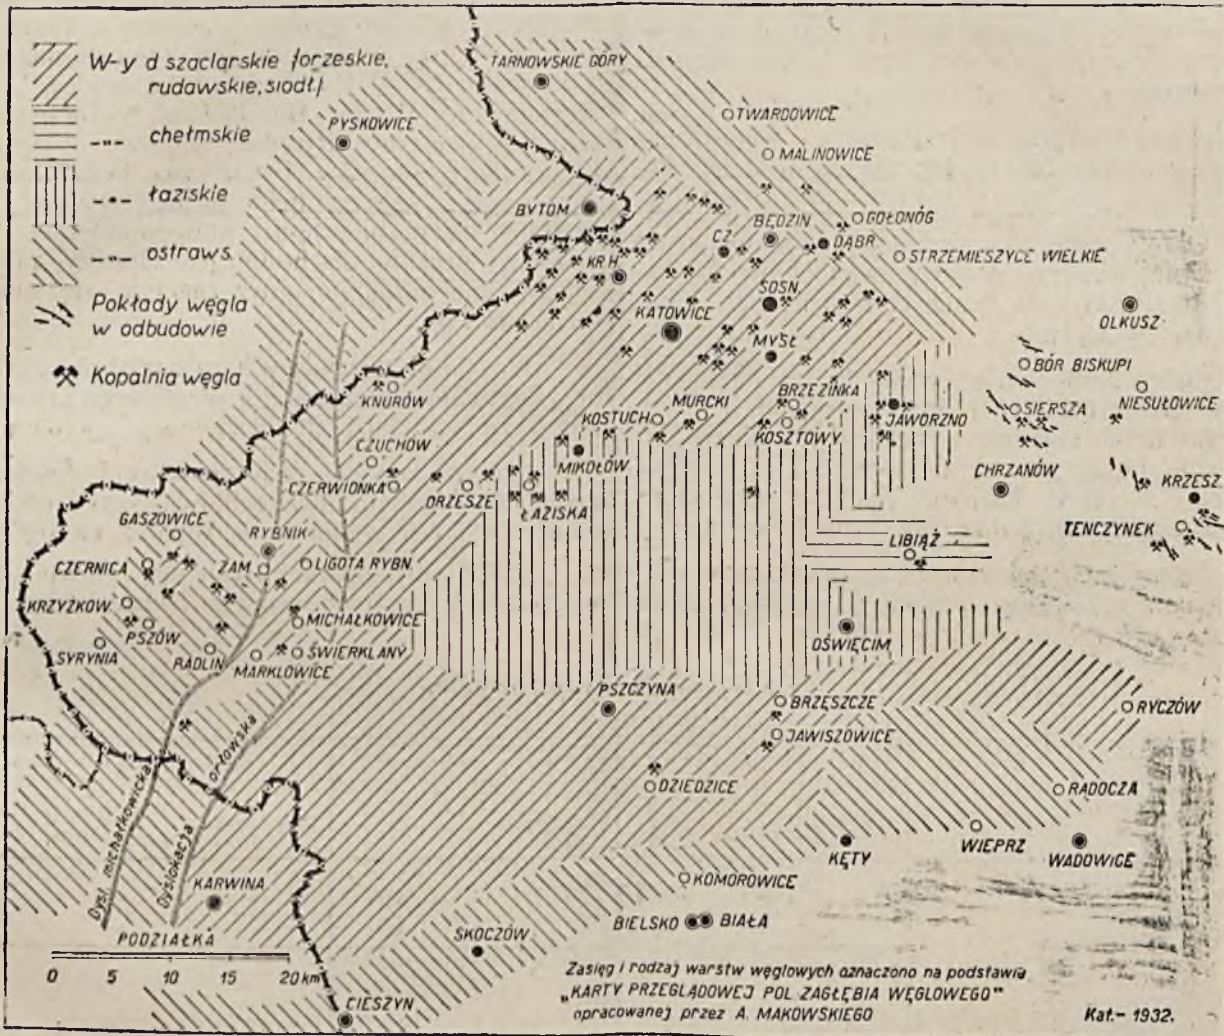 W-y d szaclarskie /orzeskie,
rudawskie, siodł./
-"- chełmskie
-"- łaziskie
-"- ostraws.
Pokłady węgla
w odbudowie
Kopalnia węgla
TARNOWSKIE GÓRY
TWARDOWICE
PYSKOWICE
MALINOWICE
BYTOM
BĘDZIN
GOŁONÓG
CZ.
DĄBR
STRZEMIESZYCE WIELKIE
KR.H
SOSN.
OLKUSZ
KATOWICE
MYSŁ
BÓR BISKUPI
KNURÓW
BRZEZINKA
NIESUŁOWICE
MURCKI
SIERSZA
KOSTUCH.
JAWORZNO
KOSZTOWY
CZUCHÓW
MIKOŁÓW
CHRZANÓW
KRZESZ.
CZERWIONKA
ORZESZE
ŁAZISKA
GASZOWICE
RYBNIK
TENCZYNEK
LIBIĄŻ
CZERNICA
ZAM.
LIGOTA RYBN.
KRZYŻKOW.
PSZÓW
MICHAŁKOWICE
OŚWIĘCIM
SYRYNIA
RADLIN
MARKLOWICE
ŚWIERKLANY
PSZCZYNA
BRZĘSZCZE
RYCZÓW
JAWISZOWICE
Dysl. michałkowicka
Dyslokacja orłowska
DZIEDZICE
RADOCZA
KĘTY
WIEPRZ
WADOWICE
KARWINA
KOMOROWICE
BIELSKO
BIAŁA
SKOCZÓW
PODZIAŁKA
0 5 10 15 20 km
CIESZYN
Zasięg i rodzaj warstw węglowych oznaczono na podstawie
„KARTY PRZEGLĄDOWEJ POL ZAGŁĘBIA WĘGLOWEGO"
opracowanej przez A. MAKOWSKIEGO
Kat.- 1932.